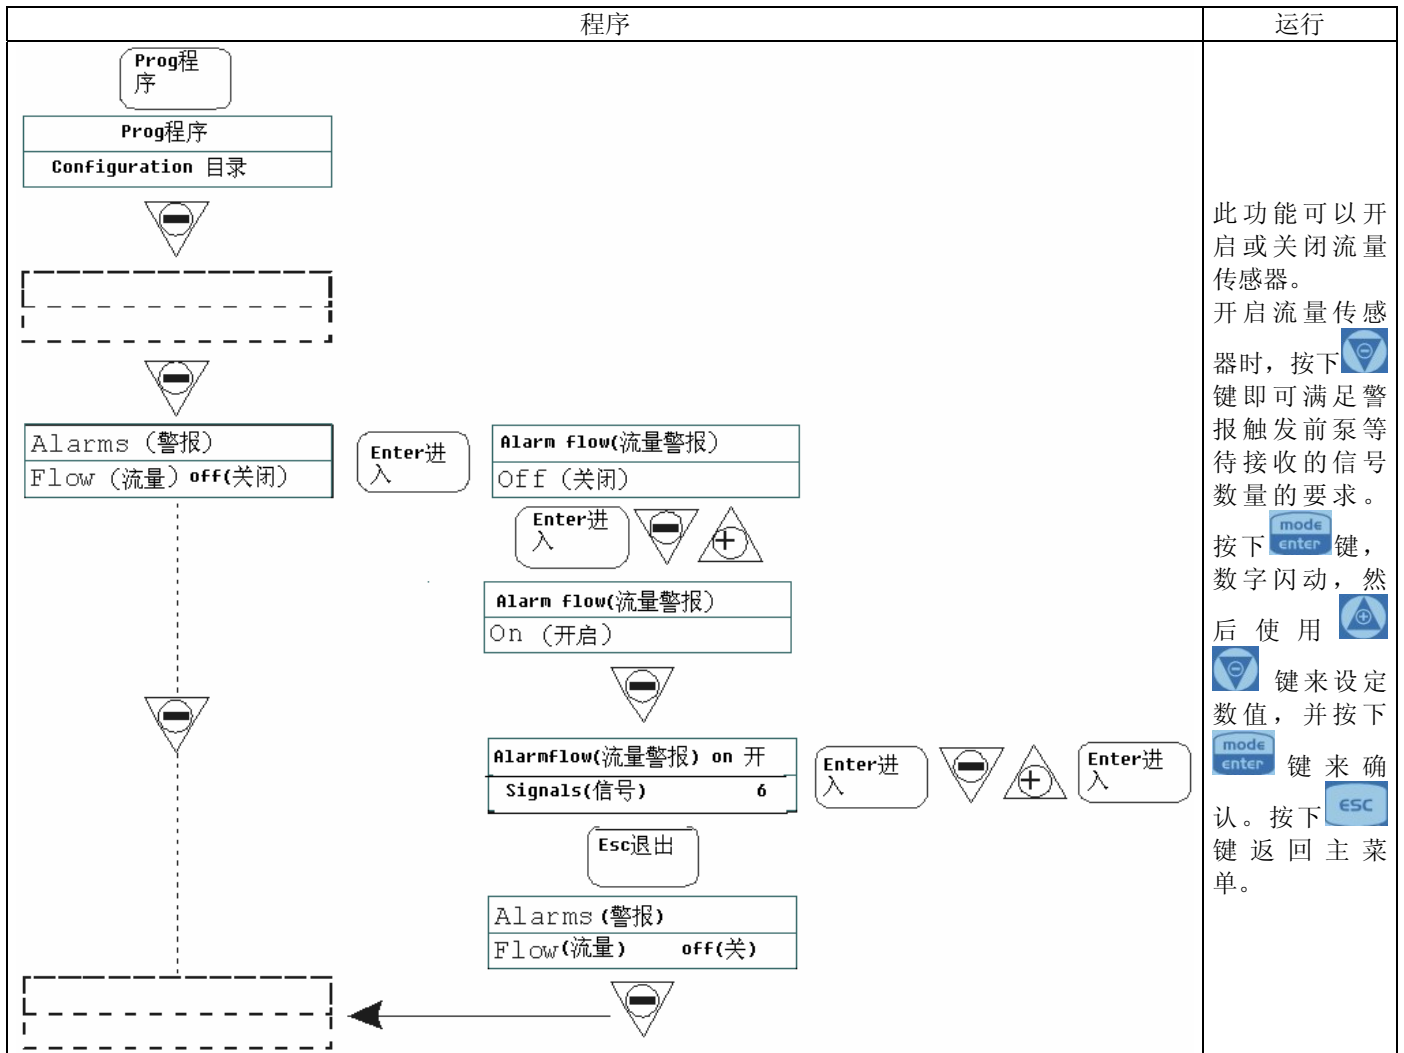 程序
运行
Prog程
序
Prog程序
Configuration 目录
Alarms (警报)
Flow (流量) off(关闭)
Enter进
入
Alarm flow(流量警报)
Off (关闭)
Enter进
入
Alarm flow(流量警报)
On (开启)
Alarmflow(流量警报) on 开
Signals(信号) 6
Enter进
入
Enter进
入
Esc退出
Alarms(警报)
Flow(流量) off(关)
此功能可以开
启或关闭流量
传感器。
开启流量传感
器时，按下
键即可满足警
报触发前泵等
待接收的信号
数量的要求。
按下 mode enter 键，
数字闪动，然
后使用
键来设定
数值，并按下
mode enter 键来确
认。按下 esc
键返回主菜
单。